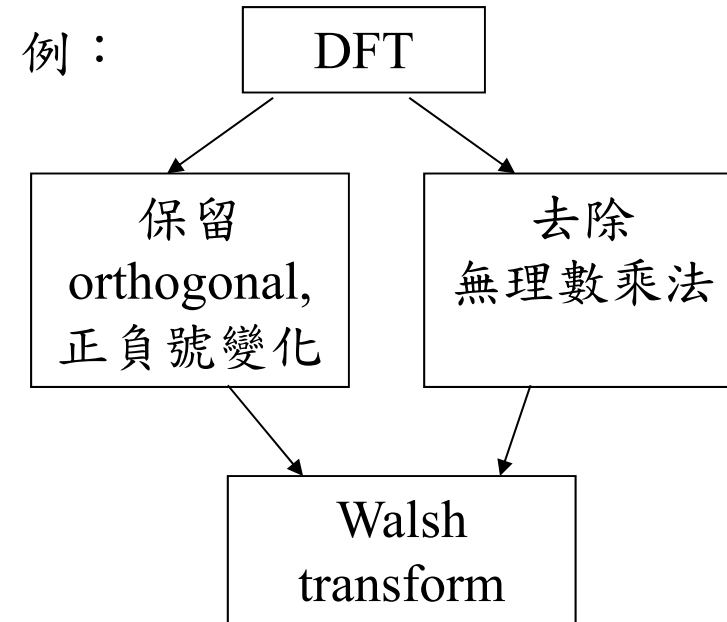 例：
DFT
保留
orthogonal,
正負號變化
去除
無理數乘法
Walsh
transform